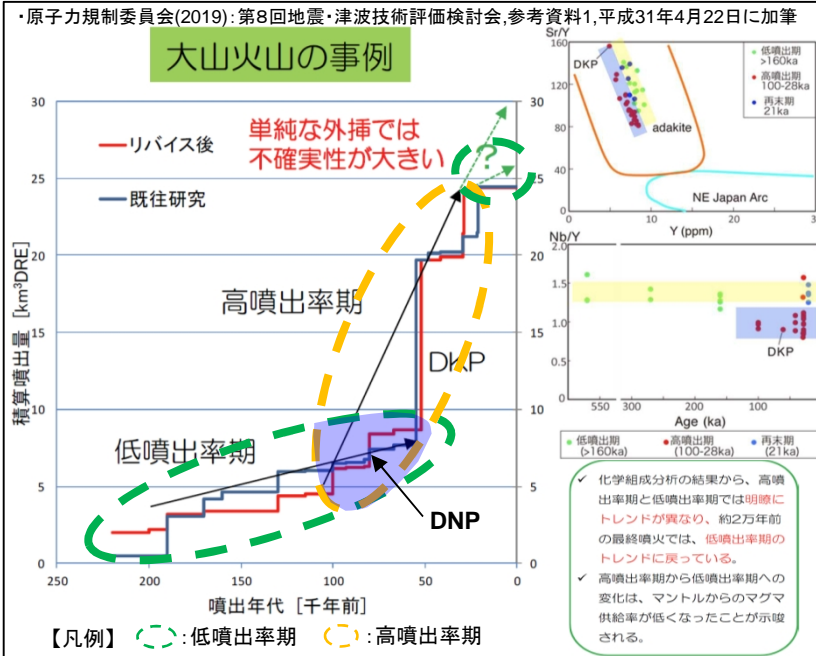 ・原子力規制委員会(2019):第8回地震・津波技術評価検討会,参考資料1,平成31年4月22日に加筆
大山火山の事例
単純な外挿では
不確実性が大きい
?
リバイス後
既往研究
高噴出率期
DKP
低噴出率期
DNP
積算噴出量 [km³DRE]
30
25
20
15
10
5
0
30
25
20
15
10
5
0
250
200
150
100
50
0
噴出年代 [千年前]
【凡例】 :低噴出率期 :高噴出率期
Sr/Y
160
120
80
40
0
DKP
低噴出期
>160ka
高噴出期
100-28ka
再末期
21ka
adakite
NE Japan Arc
0
10
20
30
Y (ppm)
Nb/Y
2.0
1.5
1.0
0.5
0
DKP
550
300
200
100
Age (ka)
低噴出期
(>160ka)
高噴出期
(100-28ka)
再末期
(21ka)
✓ 化学組成分析の結果から、高噴
出率期と低噴出率期では明瞭に
トレンドが異なり、約2万年前
の最終噴火では、低噴出率期の
トレンドに戻っている。
✓ 高噴出率期から低噴出率期への
変化は、マントルからのマグマ
供給率が低くなったことが示唆
される。